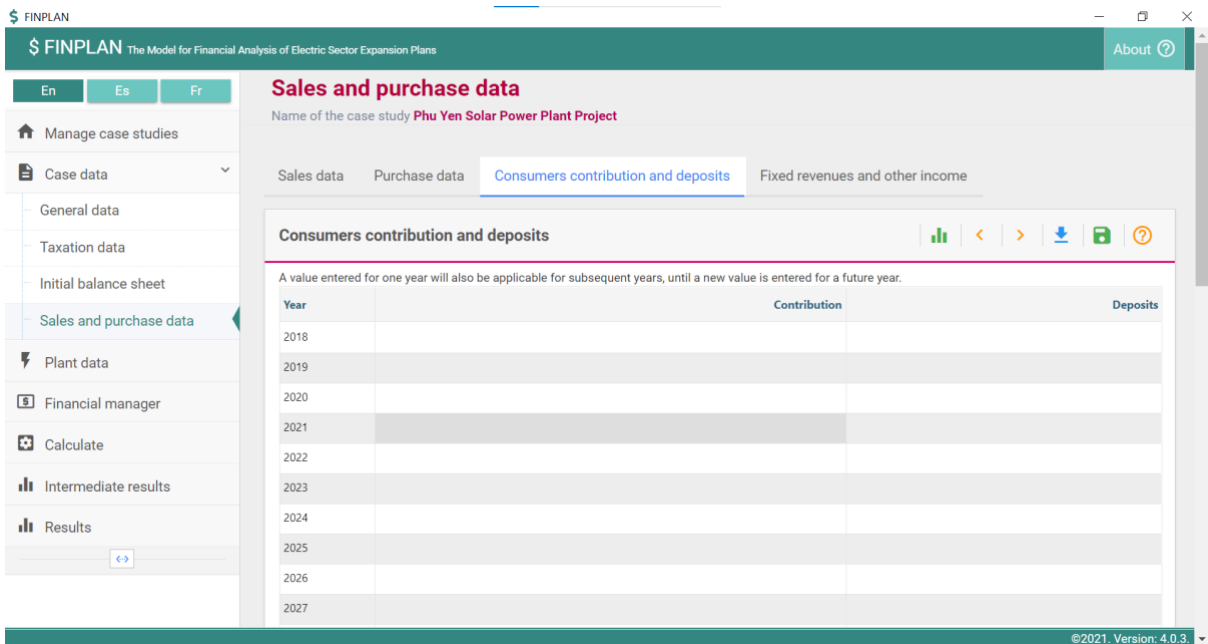 $ FINPLAN
$ FINPLAN The Model for Financial Analysis of Electric Sector Expansion Plans
About
En Es Fr
Manage case studies
Case data
General data
Taxation data
Initial balance sheet
Sales and purchase data
Plant data
Financial manager
Calculate
Intermediate results
Results
Sales and purchase data
Name of the case study Phu Yen Solar Power Plant Project
Sales data Purchase data Consumers contribution and deposits Fixed revenues and other income
Consumers contribution and deposits
A value entered for one year will also be applicable for subsequent years, until a new value is entered for a future year.
Year Contribution Deposits
2018
2019
2020
2021
2022
2023
2024
2025
2026
2027
©2021. Version: 4.0.3.